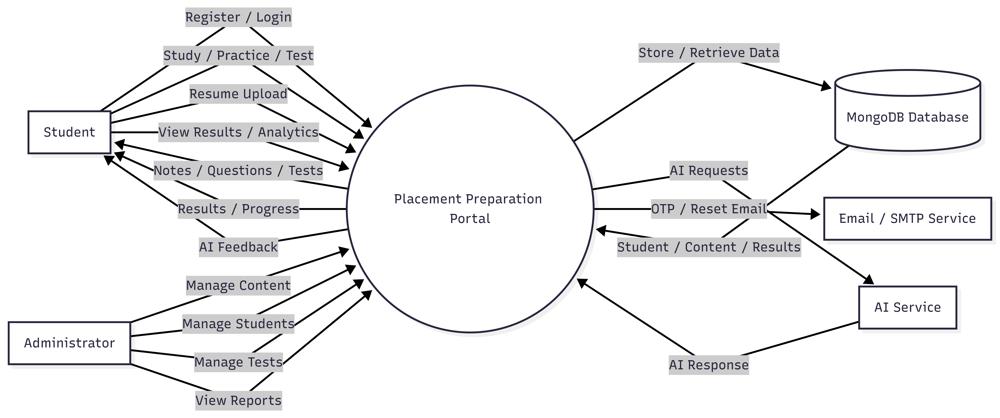 Register / Login
Study / Practice / Test
Resume Upload
Student
View Results / Analytics
Notes / Questions / Tests
Results / Progress
AI Feedback
Manage Content
Manage Students
Administrator
Manage Tests
View Reports
Placement Preparation
Portal
Store / Retrieve Data
MongoDB Database
AI Requests
OTP / Reset Email
Email / SMTP Service
Student / Content / Results
AI Service
AI Response